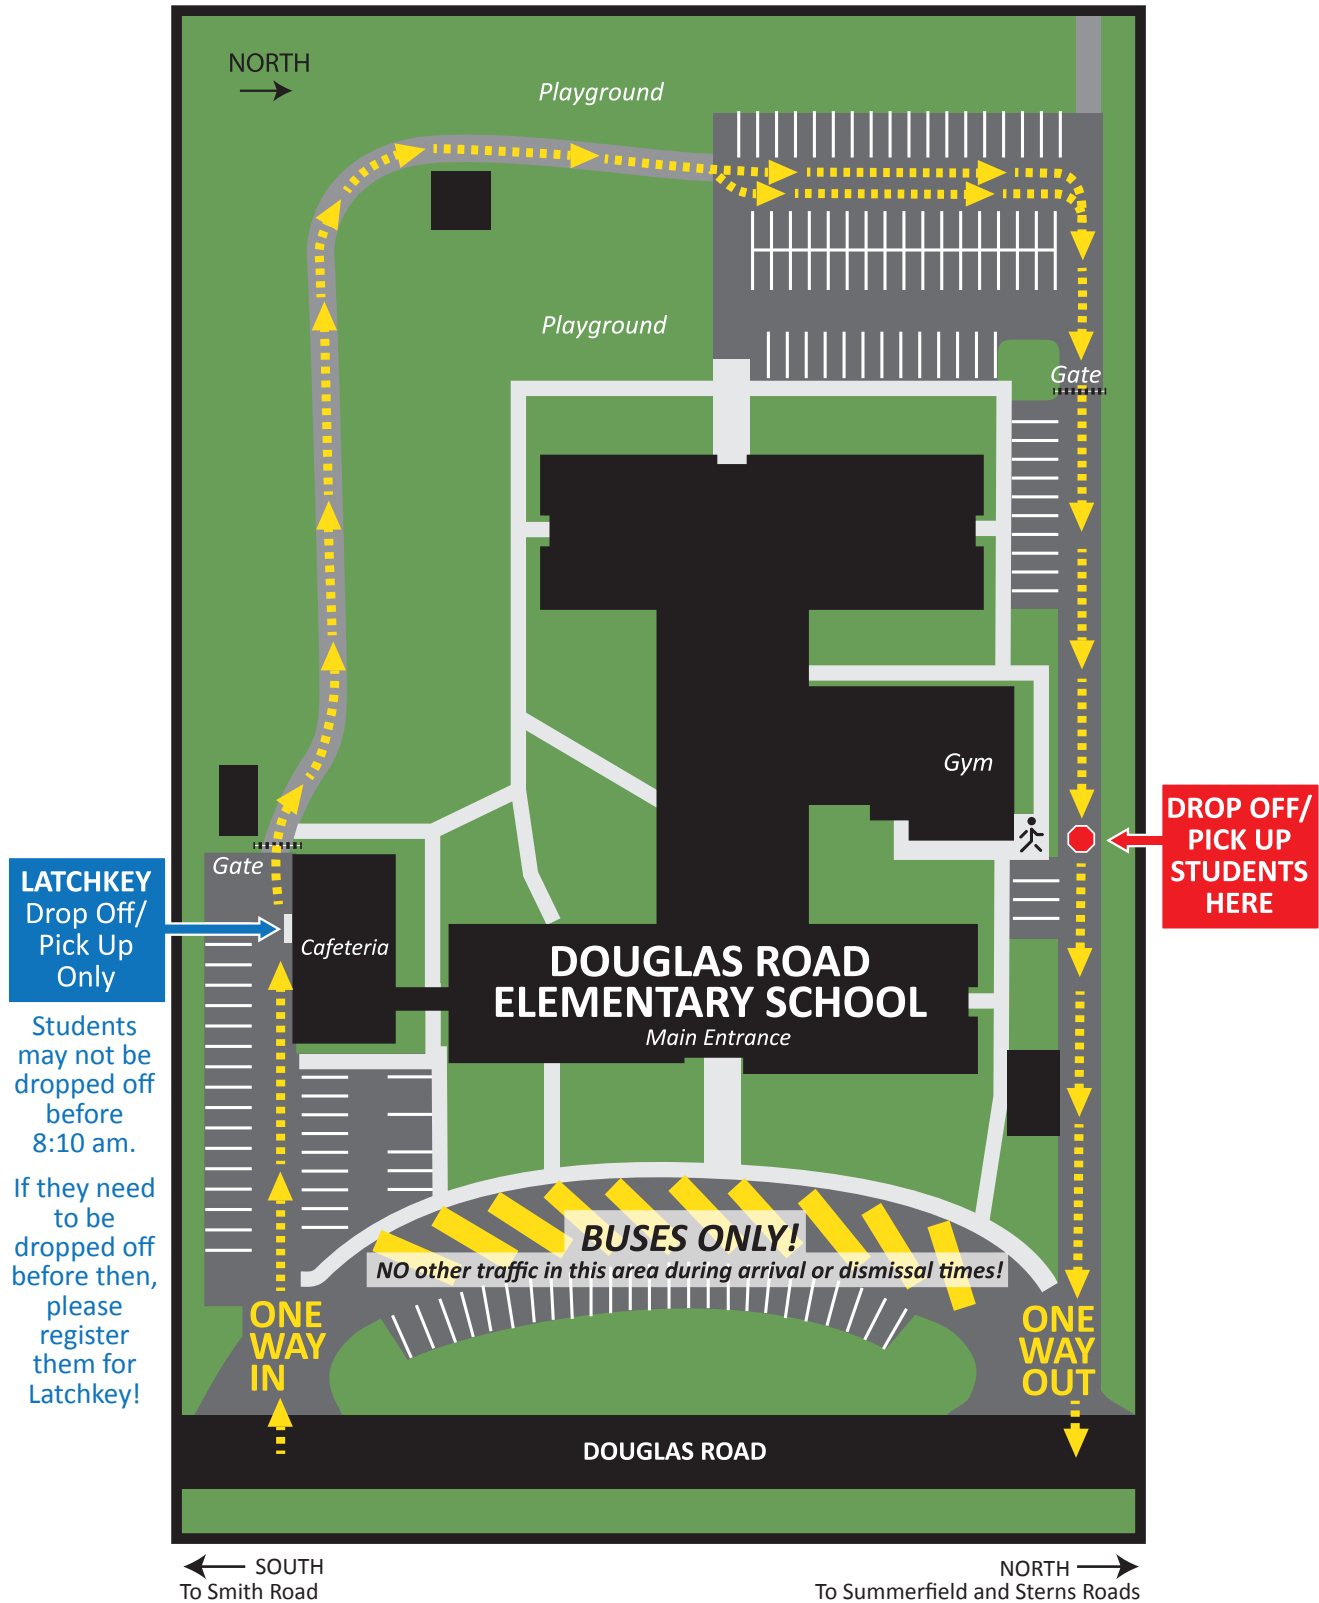 NORTH
Playground
Playground
Gate
Gym
DROP OFF/
PICK UP
STUDENTS
HERE
Gate
LATCHKEY
Drop Off/
Pick Up
Only
Cafeteria
DOUGLAS ROAD
ELEMENTARY SCHOOL
Main Entrance
Students
may not be
dropped off
before
8:10 am.
If they need
to be
dropped off
before then,
please
register
them for
Latchkey!
BUSES ONLY!
NO other traffic in this area during arrival or dismissal times!
ONE
WAY
IN
ONE
WAY
OUT
DOUGLAS ROAD
SOUTH
To Smith Road
NORTH
To Summerfield and Sterns Roads